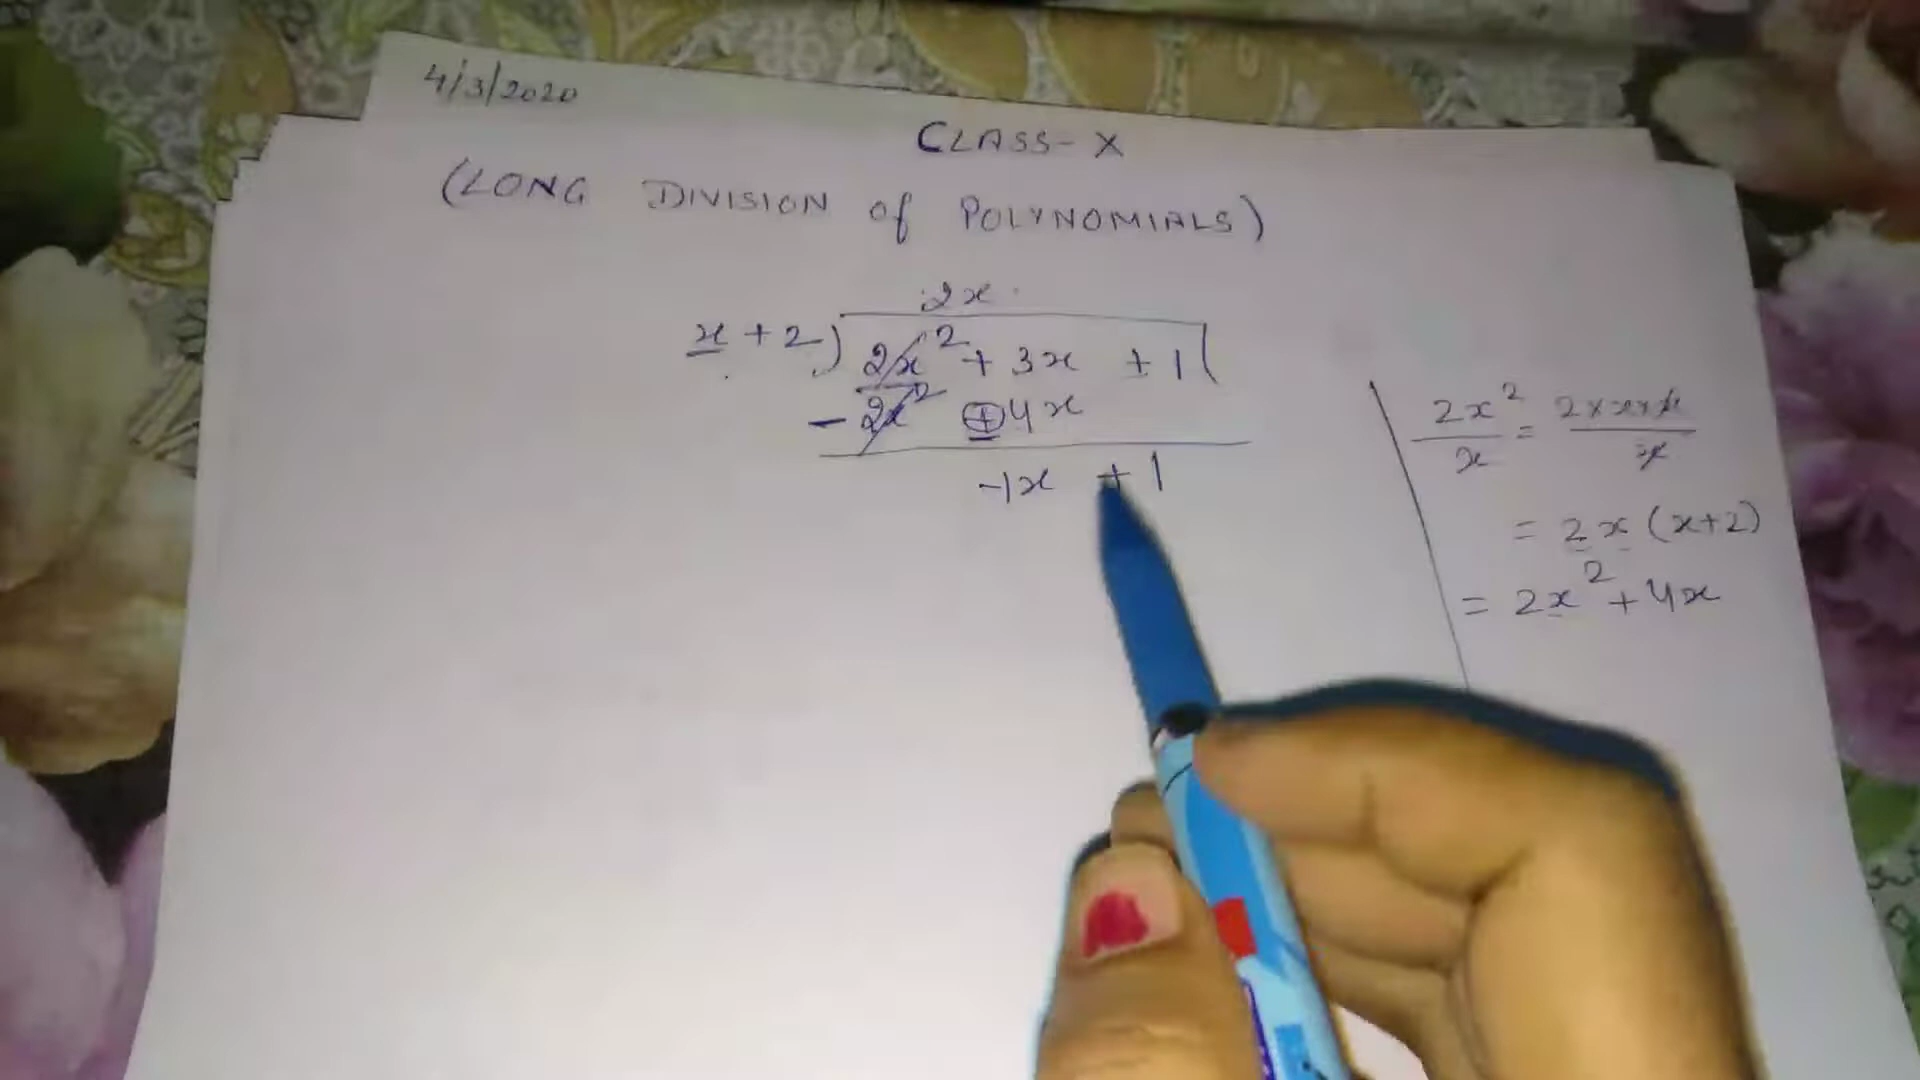 4/3/2020
CLASS-X
(LONG DIVISION of POLYNOMIALS)
2x
x + 2) 2x² + 3x + 1(
- 2x² + 4x
-1x + 1
2x²/x = 2×x×x/x
= 2x (x+2)
= 2x² + 4x